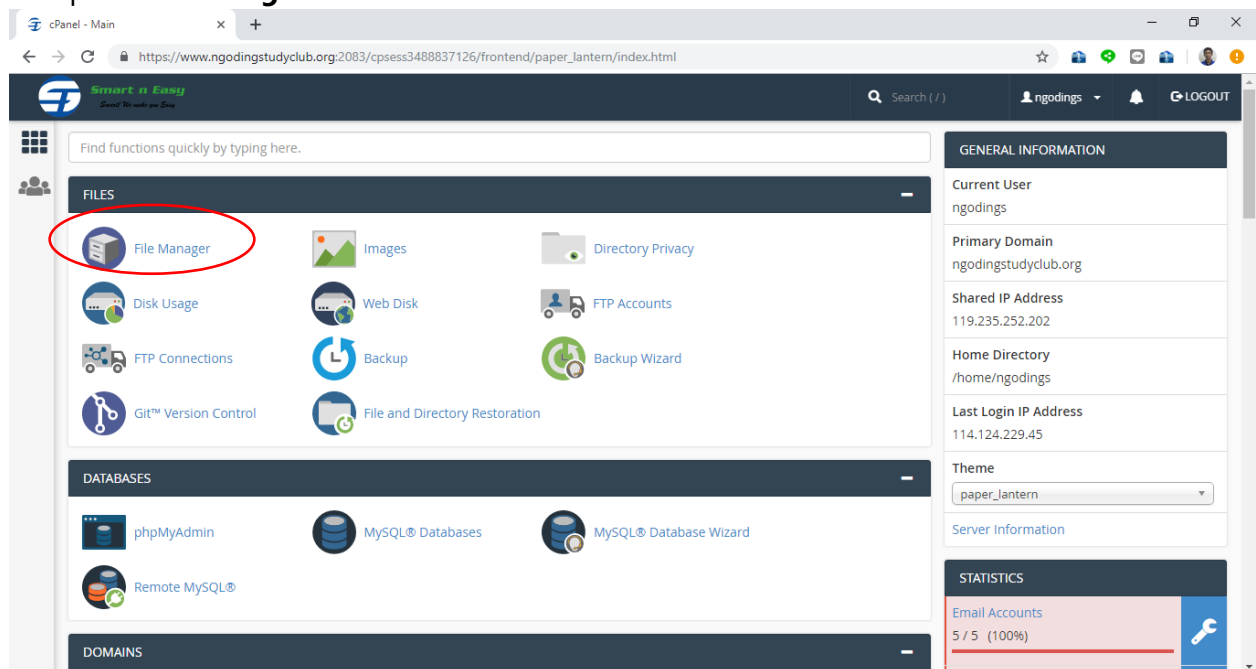 cPanel - Main
https://www.ngodingstudyclub.org:2083/cpsess3488837126/frontend/paper_lantern/index.html
Smart n Easy
Search ( / )
ngodings
LOGOUT
Find functions quickly by typing here.
FILES
File Manager
Images
Directory Privacy
Disk Usage
Web Disk
FTP Accounts
FTP Connections
Backup
Backup Wizard
Git™ Version Control
File and Directory Restoration
DATABASES
phpMyAdmin
MySQL® Databases
MySQL® Database Wizard
Remote MySQL®
DOMAINS
GENERAL INFORMATION
Current User
ngodings
Primary Domain
ngodingstudyclub.org
Shared IP Address
119.235.252.202
Home Directory
/home/ngodings
Last Login IP Address
114.124.229.45
Theme
paper_lantern
Server Information
STATISTICS
Email Accounts
5 / 5 (100%)